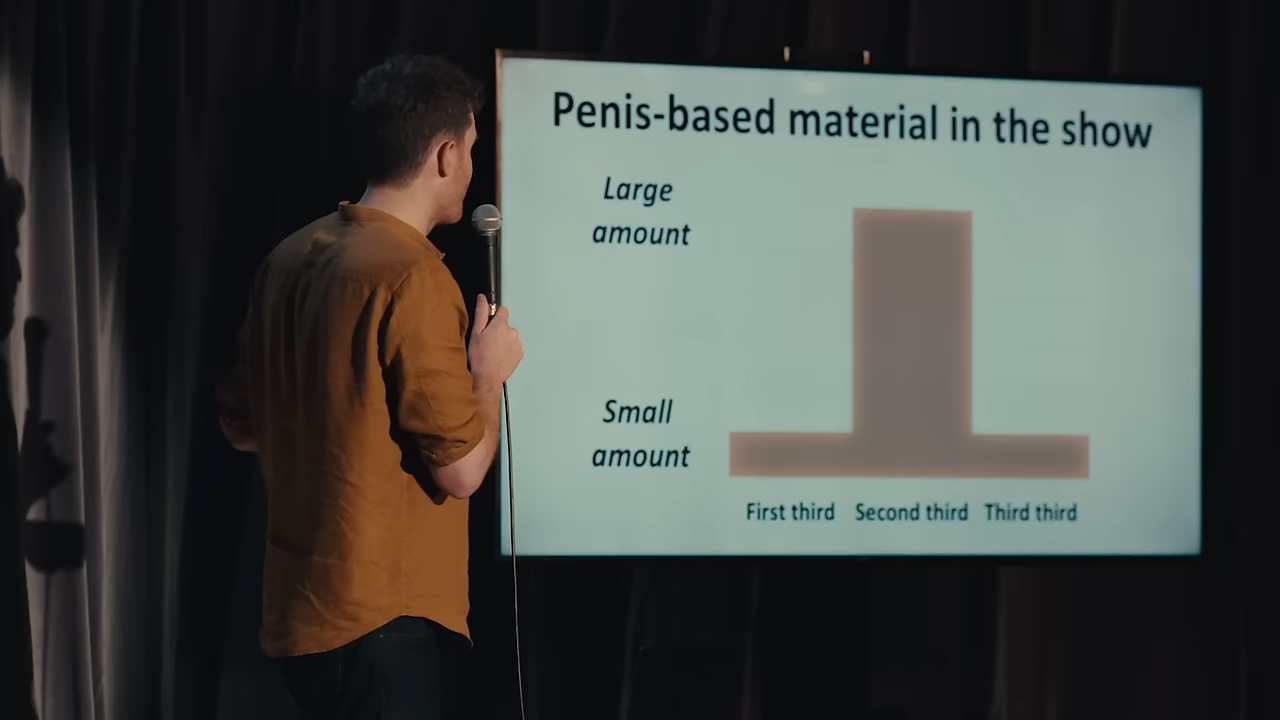 Penis-based material in the show
Large
amount
Small
amount
First third Second third Third third